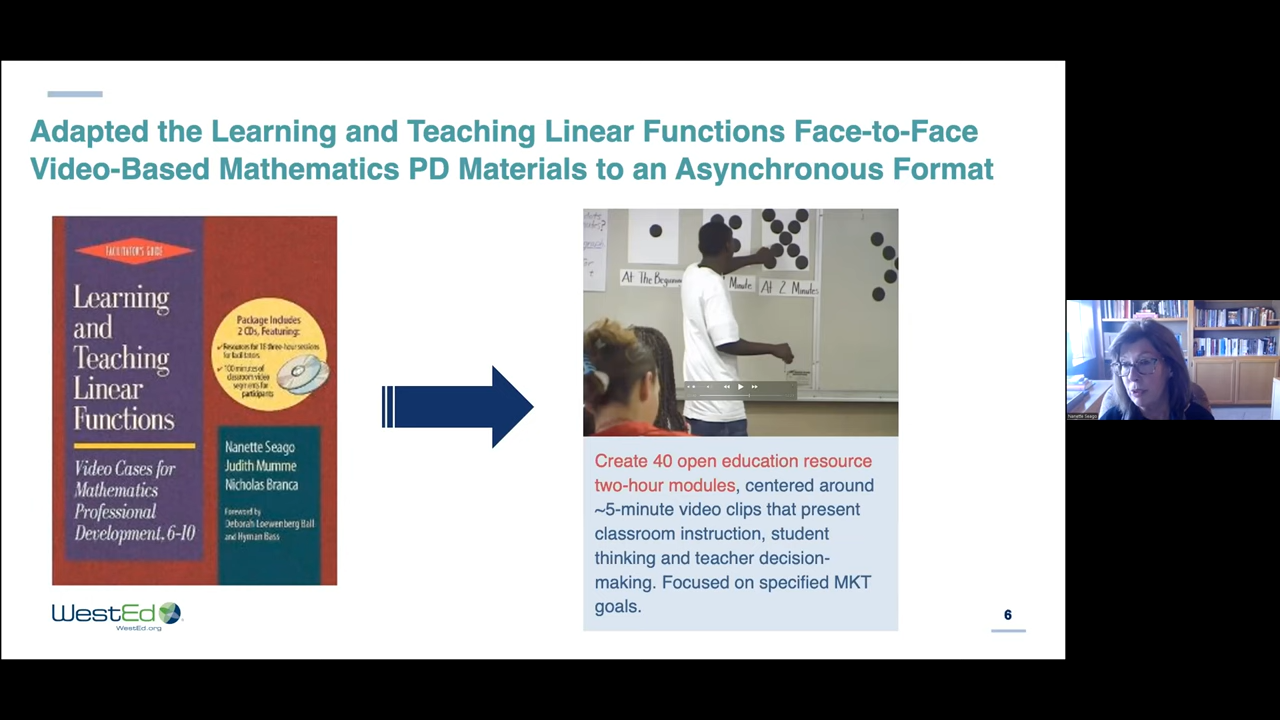 Adapted the Learning and Teaching Linear Functions Face-to-Face
Video-Based Mathematics PD Materials to an Asynchronous Format
FACILITATOR'S GUIDE
Learning
and
Teaching
Linear
Functions
Video Cases for
Mathematics
Professional
Development, 6-10
Package Includes
2 CDs, Featuring:
Resources for 18 three-hour sessions
for facilitators
100 minutes of
classroom video
segments for
participants
Nanette Seago
Judith Mumme
Nicholas Branca
Foreword by
Deborah Loewenberg Ball
and Hyman Bass
At The Beginn
Minute
At 2 Minutes
Create 40 open education resource
two-hour modules, centered around
~5-minute video clips that present
classroom instruction, student
thinking and teacher decision-
making. Focused on specified MKT
goals.
WestEd
WestEd.org
6
Nanette Seago